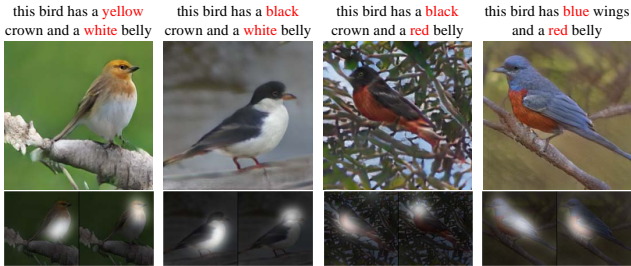 this bird has a yellow
crown and a white belly
this bird has a black
crown and a white belly
this bird has a black
crown and a red belly
this bird has blue wings
and a red belly